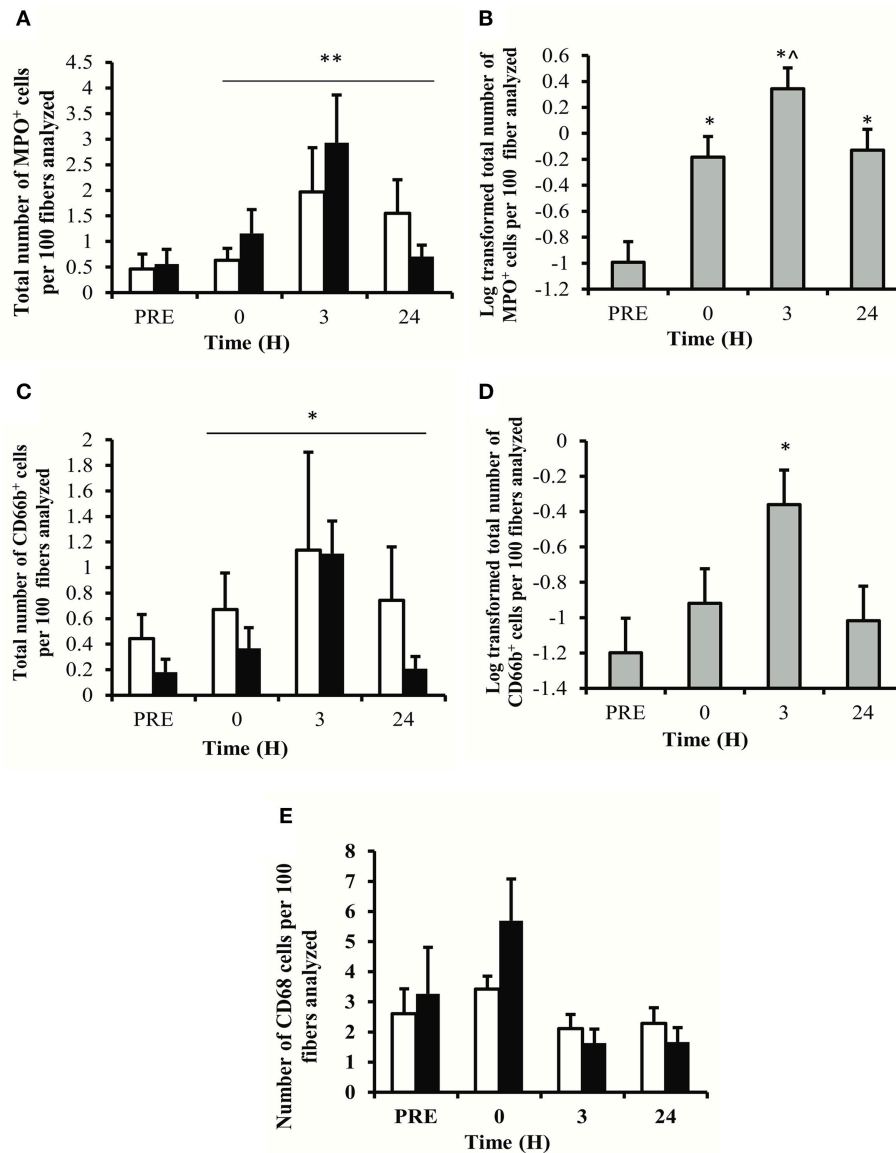 A
Total number of MPO⁺ cells
per 100 fibers analyzed
4.5
4
3.5
3
2.5
2
1.5
1
0.5
0
**
PRE 0 3 24
Time (H)
B
Log transformed total number of
MPO⁺ cells per 100 fiber analyzed
0.6
0.4
0.2
0
-0.2
-0.4
-0.6
-0.8
-1
-1.2
* *^ *
PRE 0 3 24
Time (H)
C
Total number of CD66b⁺ cells
per 100 fibers analyzed
2
1.8
1.6
1.4
1.2
1
0.8
0.6
0.4
0.2
0
*
PRE 0 3 24
Time (H)
D
Log transformed total number of
CD66b⁺ cells per 100 fibers analyzed
0
-0.2
-0.4
-0.6
-0.8
-1
-1.2
-1.4
*
PRE 0 3 24
Time (H)
E
Number of CD68 cells per 100
fibers analyzed
8
7
6
5
4
3
2
1
0
PRE 0 3 24
Time (H)